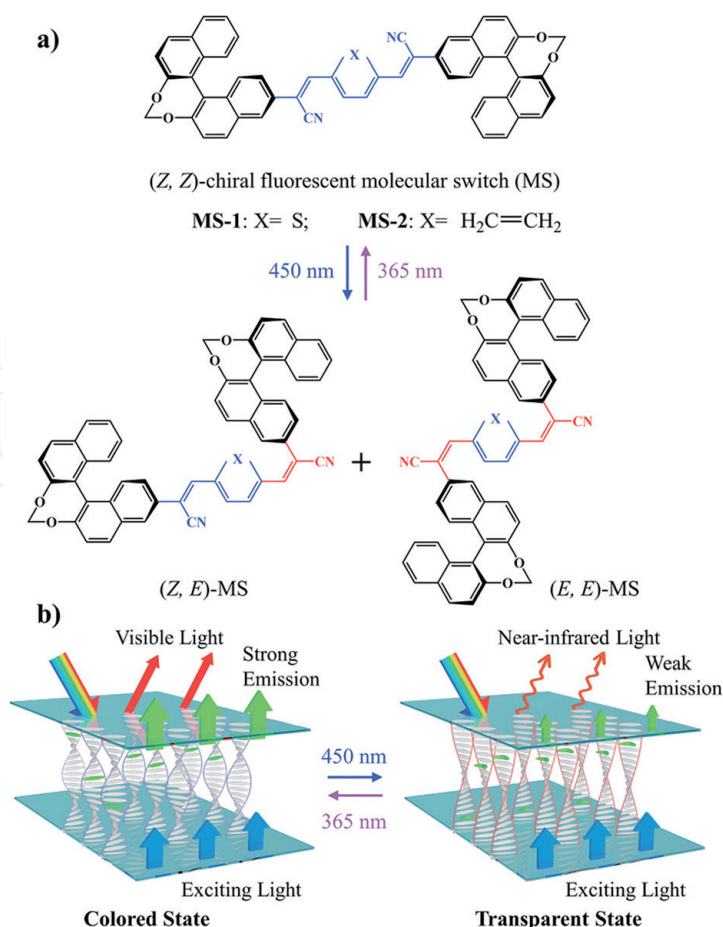 a)
NC
O
O
X
O
O
CN
(Z, Z)-chiral fluorescent molecular switch (MS)
MS-1: X= S; MS-2: X= H₂C=CH₂
450 nm 365 nm
O
O
O
O
X
CN
NC
X
CN
+
O
O
CN
O
O
(Z, E)-MS (E, E)-MS
b)
Visible Light
Strong
Emission
Near-infrared Light
Weak
Emission
450 nm
365 nm
Exciting Light Exciting Light
Colored State Transparent State